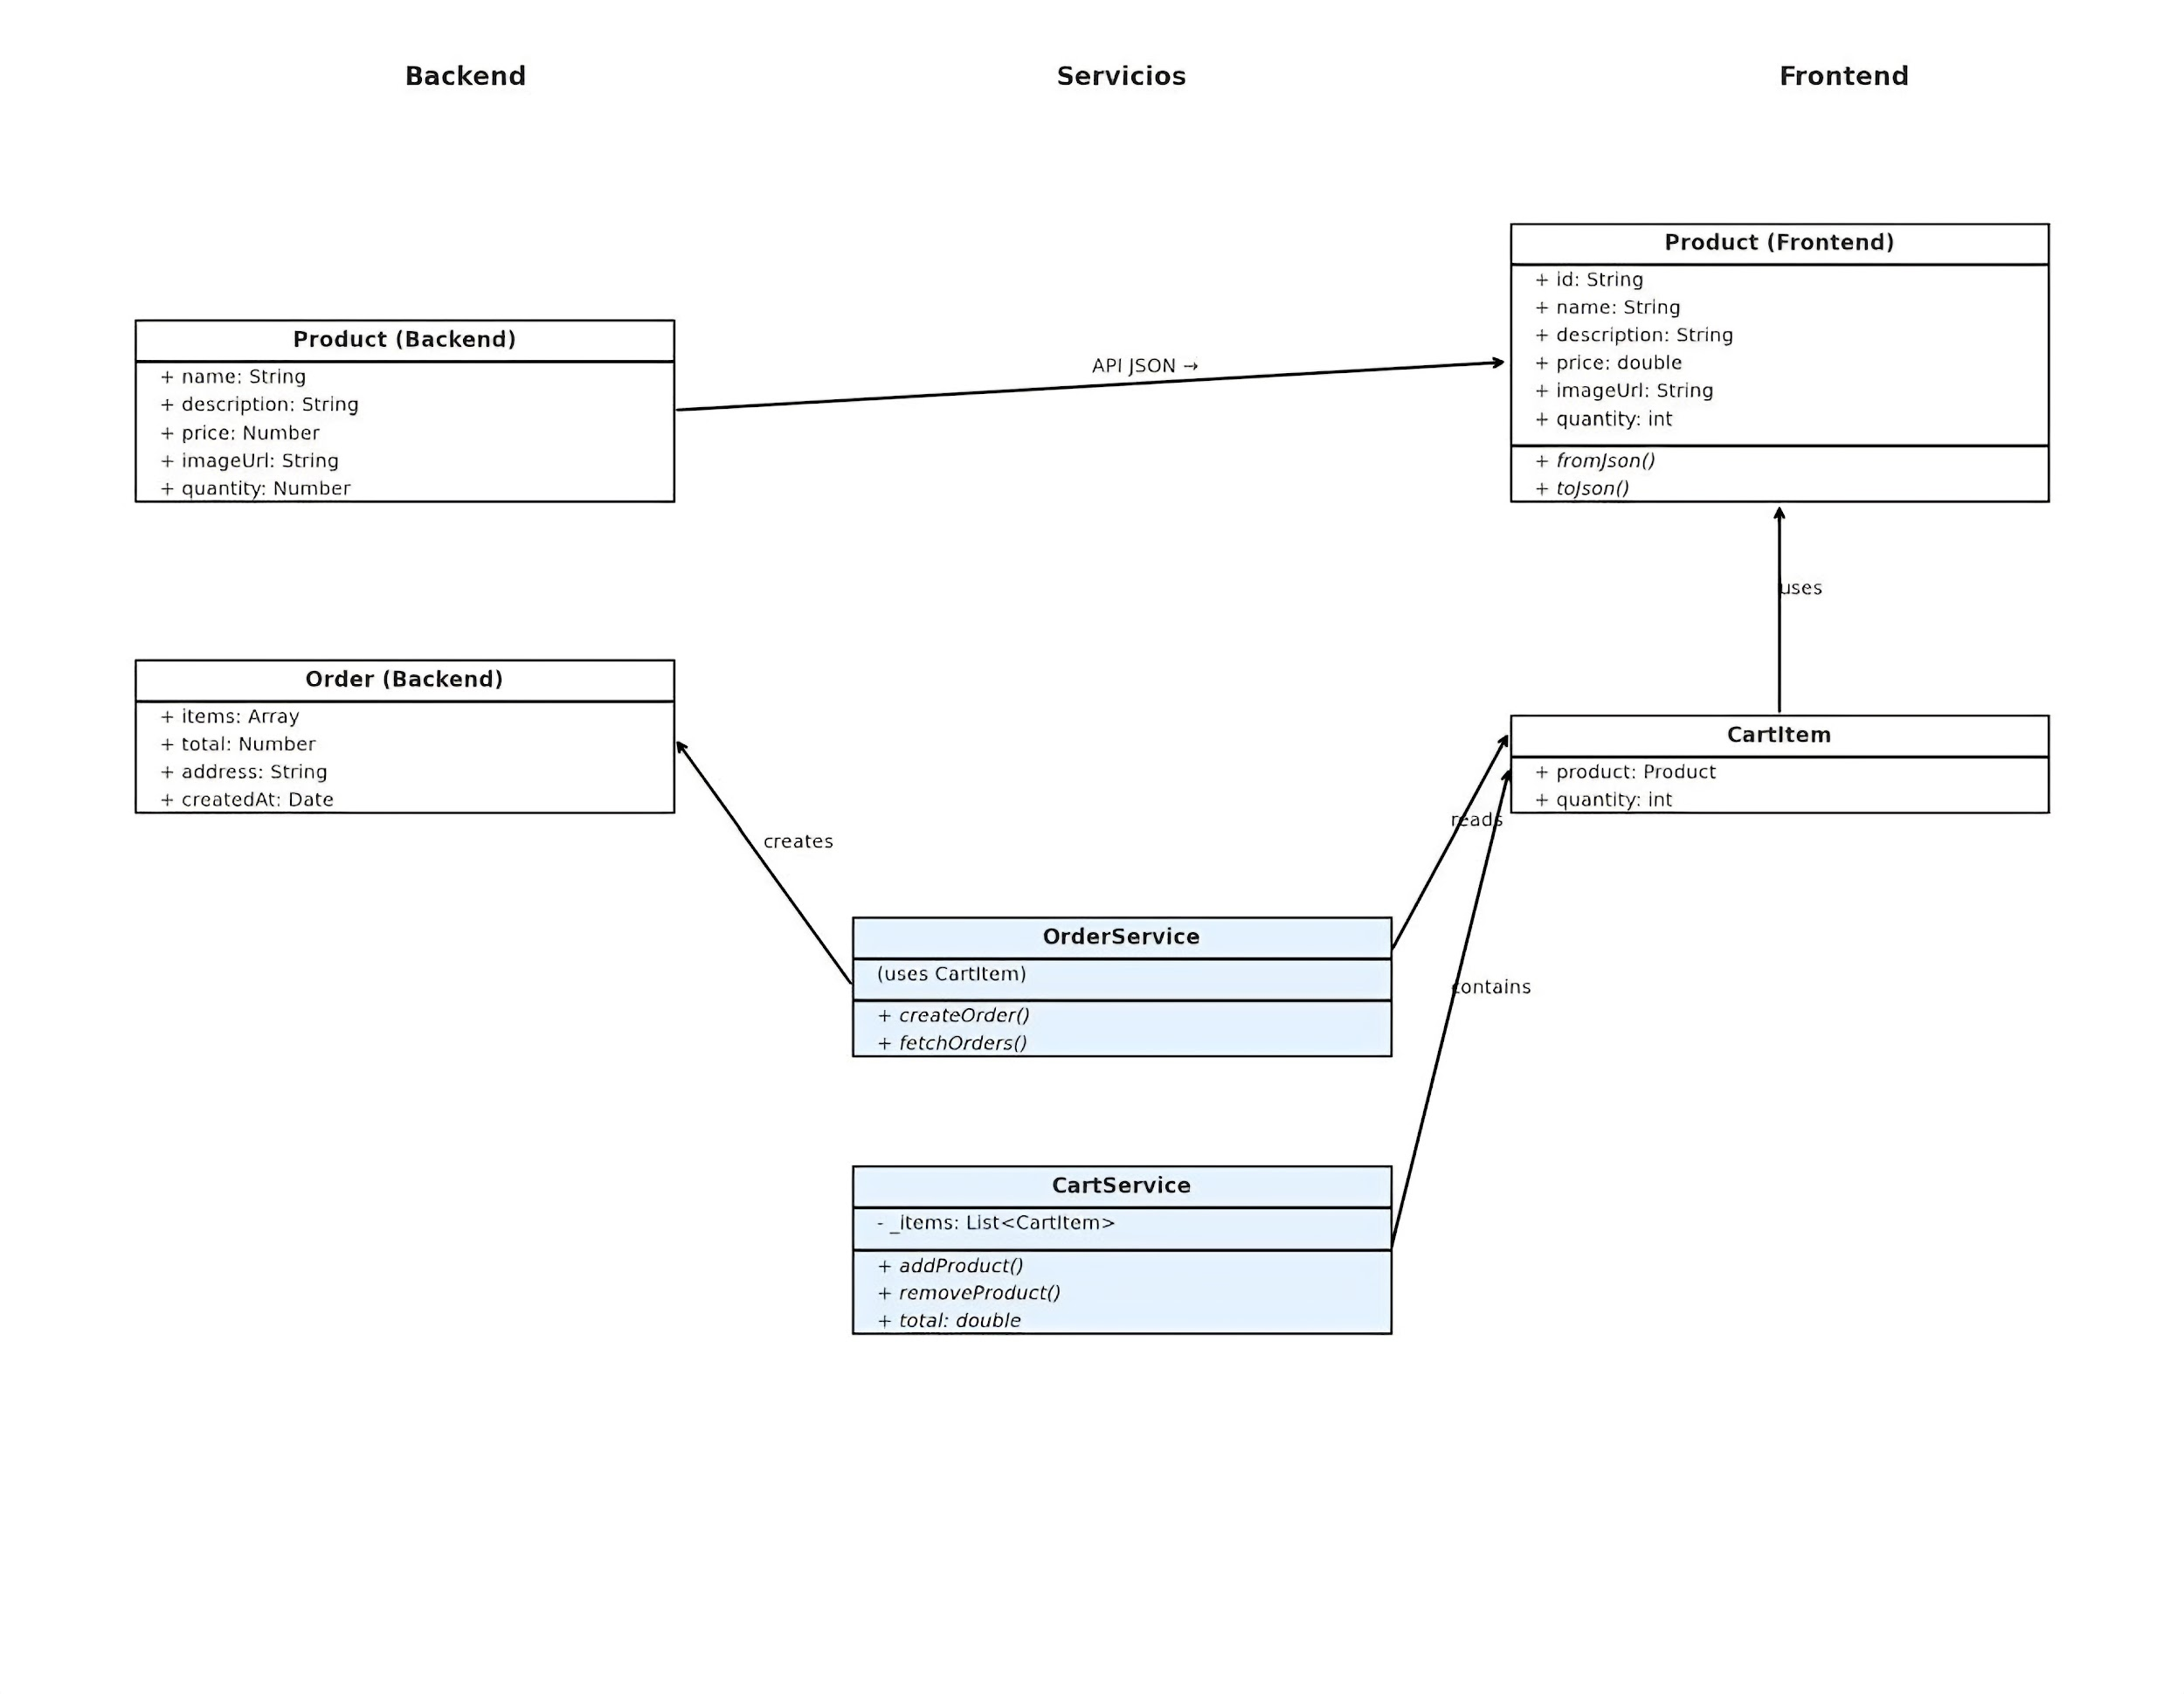 Backend
Servicios
Frontend
Product (Backend)
+ name: String
+ description: String
+ price: Number
+ imageUrl: String
+ quantity: Number
API JSON →
Product (Frontend)
+ id: String
+ name: String
+ description: String
+ price: double
+ imageUrl: String
+ quantity: int
+ fromJson()
+ toJson()
uses
Order (Backend)
+ items: Array
+ total: Number
+ address: String
+ createdAt: Date
creates
CartItem
+ product: Product
+ quantity: int
reads
contains
OrderService
(uses CartItem)
+ createOrder()
+ fetchOrders()
CartService
- _items: List<CartItem>
+ addProduct()
+ removeProduct()
+ total: double